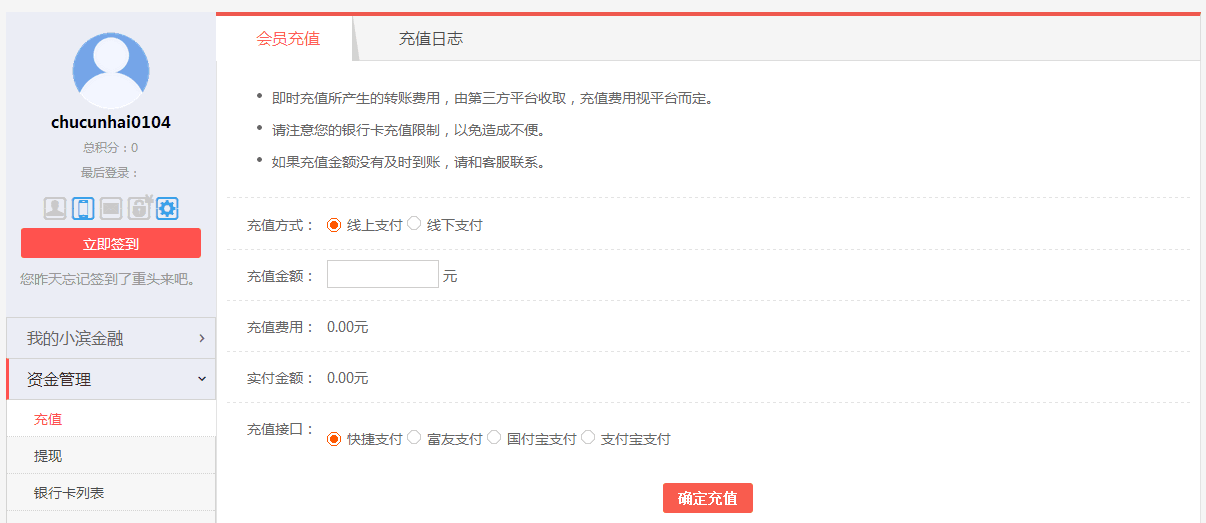 chucunhai0104
总积分：0
最后登录：
立即签到
您昨天忘记签到了重头来吧。
我的小滨金融
资金管理
充值
提现
银行卡列表
会员充值 充值日志
即时充值所产生的转账费用，由第三方平台收取，充值费用视平台而定。
请注意您的银行卡充值限制，以免造成不便。
如果充值金额没有及时到账，请和客服联系。
充值方式： 线上支付 线下支付
充值金额： 元
充值费用： 0.00元
实付金额： 0.00元
充值接口： 快捷支付 富友支付 国付宝支付 支付宝支付
确定充值